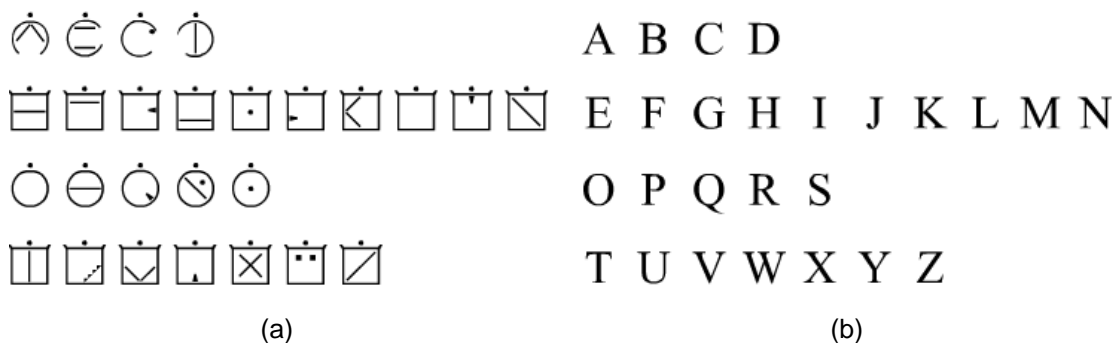 A B C D
E F G H I J K L M N
O P Q R S
T U V W X Y Z
(a) (b)